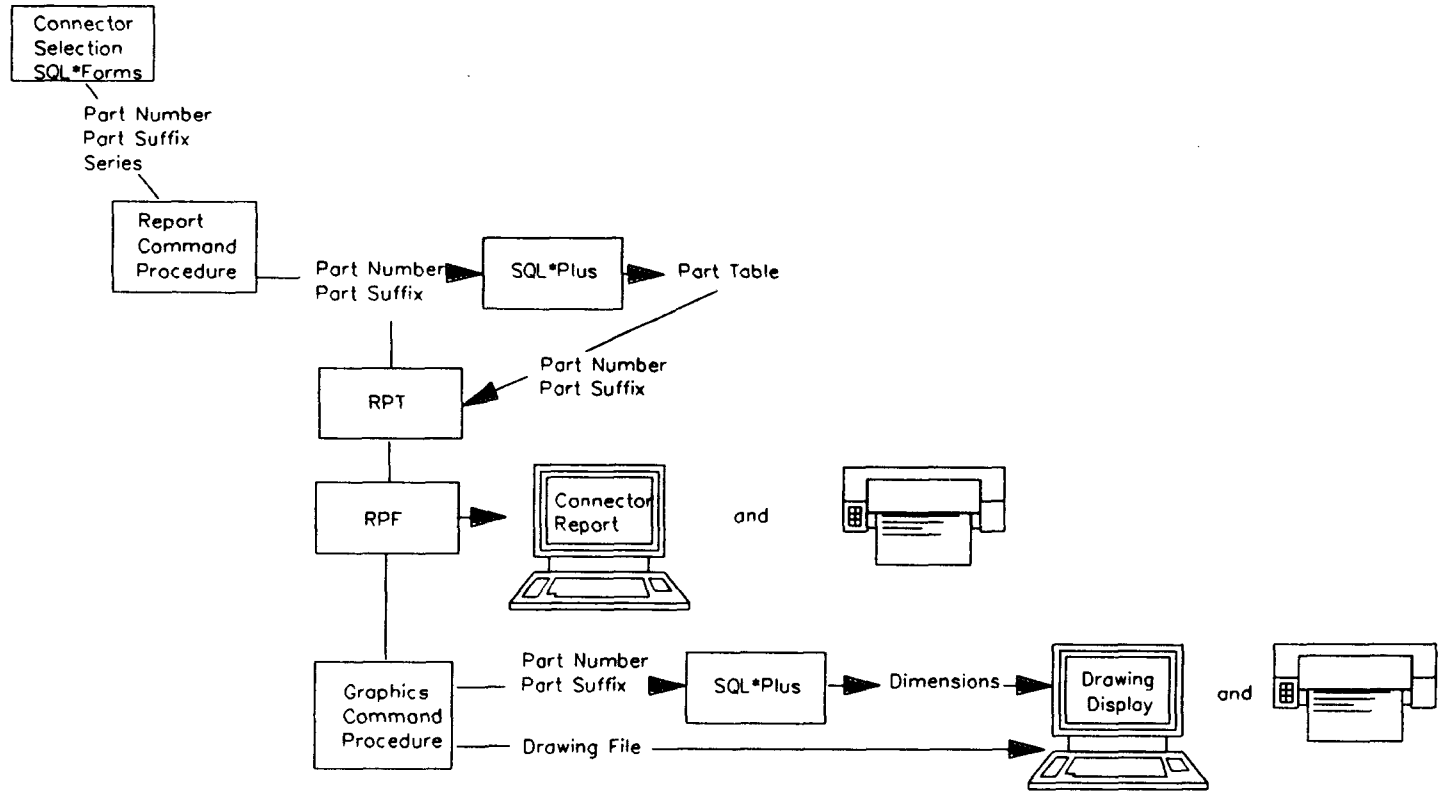 Connector
Selection
SQL*Forms
Part Number
Part Suffix
Series
Report
Command
Procedure
Part Number
Part Suffix
SQL*Plus
Part Table
Part Number
Part Suffix
RPT
RPF
Connector
Report
and
Part Number
Part Suffix
SQL*Plus
Dimensions
Drawing
Display
and
Graphics
Command
Procedure
Drawing File